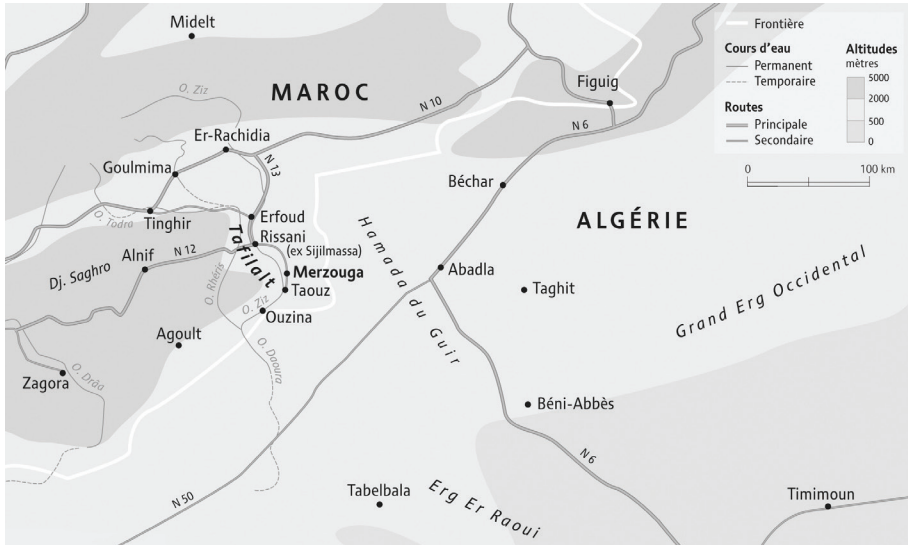 Midelt
Frontière
Cours d'eau
Permanent
Temporaire
Routes
Principale
Secondaire
Altitudes
mètres
5000
2000
500
0
0
100 km
MAROC
O. Ziz
N 10
Figuig
N 6
Er-Rachidia
Goulmima
N 13
Béchar
Tinghir
O. Todra
Erfoud
Rissani
(ex Sijilmassa)
Tafilalt
ALGÉRIE
Alnif
N 12
Dj. Saghro
Merzouga
Taouz
O. Rhéris
O. Ziz
Ouzina
Hamada du Guir
Abadla
Taghit
Grand Erg Occidental
Agoult
O. Daoura
Zagora
O. Drâa
Béni-Abbès
N 6
N 50
Tabelbala
Erg Er Raoui
Timimoun